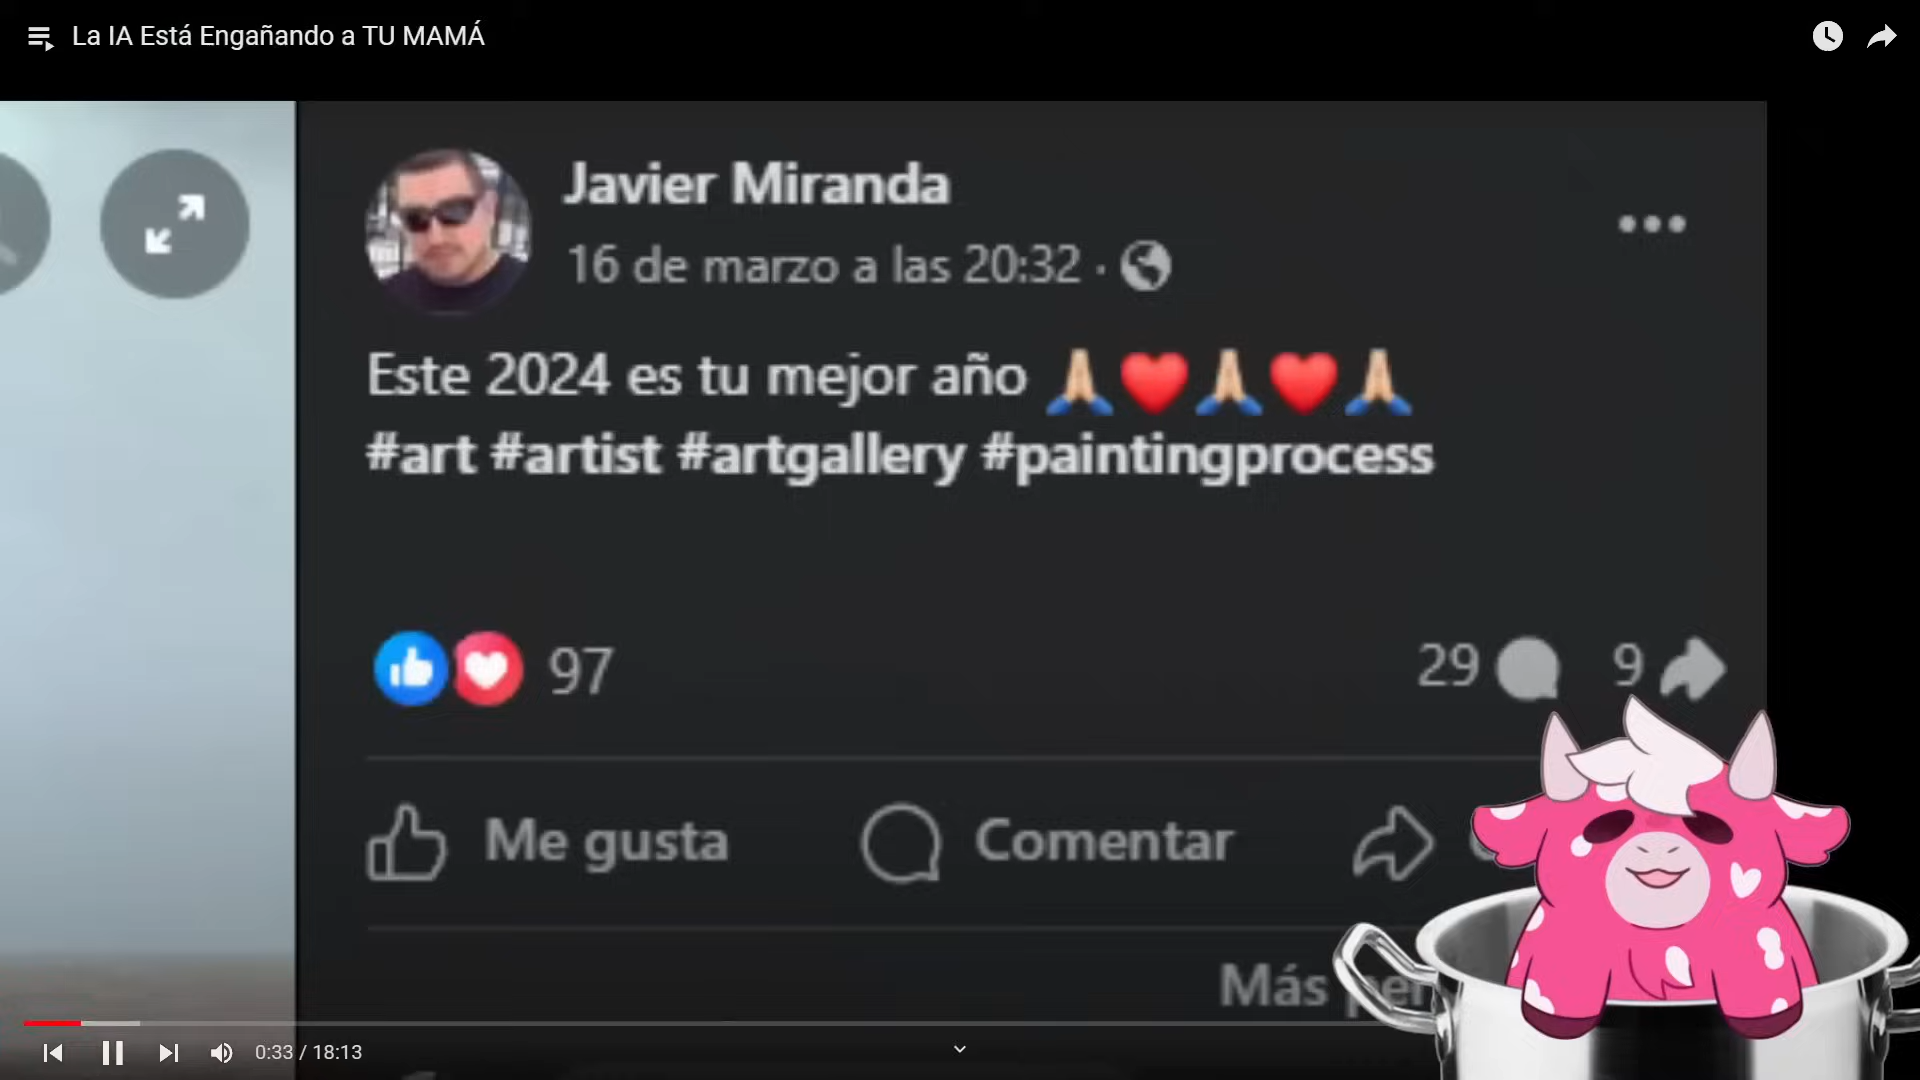 La IA Está Engañando a TU MAMÁ
Javier Miranda
16 de marzo a las 20:32 ·
Este 2024 es tu mejor año 🙏🏼❤️🙏🏼❤️🙏🏼
#art #artist #artgallery #paintingprocess
97
29
9
Me gusta
Comentar
Más
0:33 / 18:13